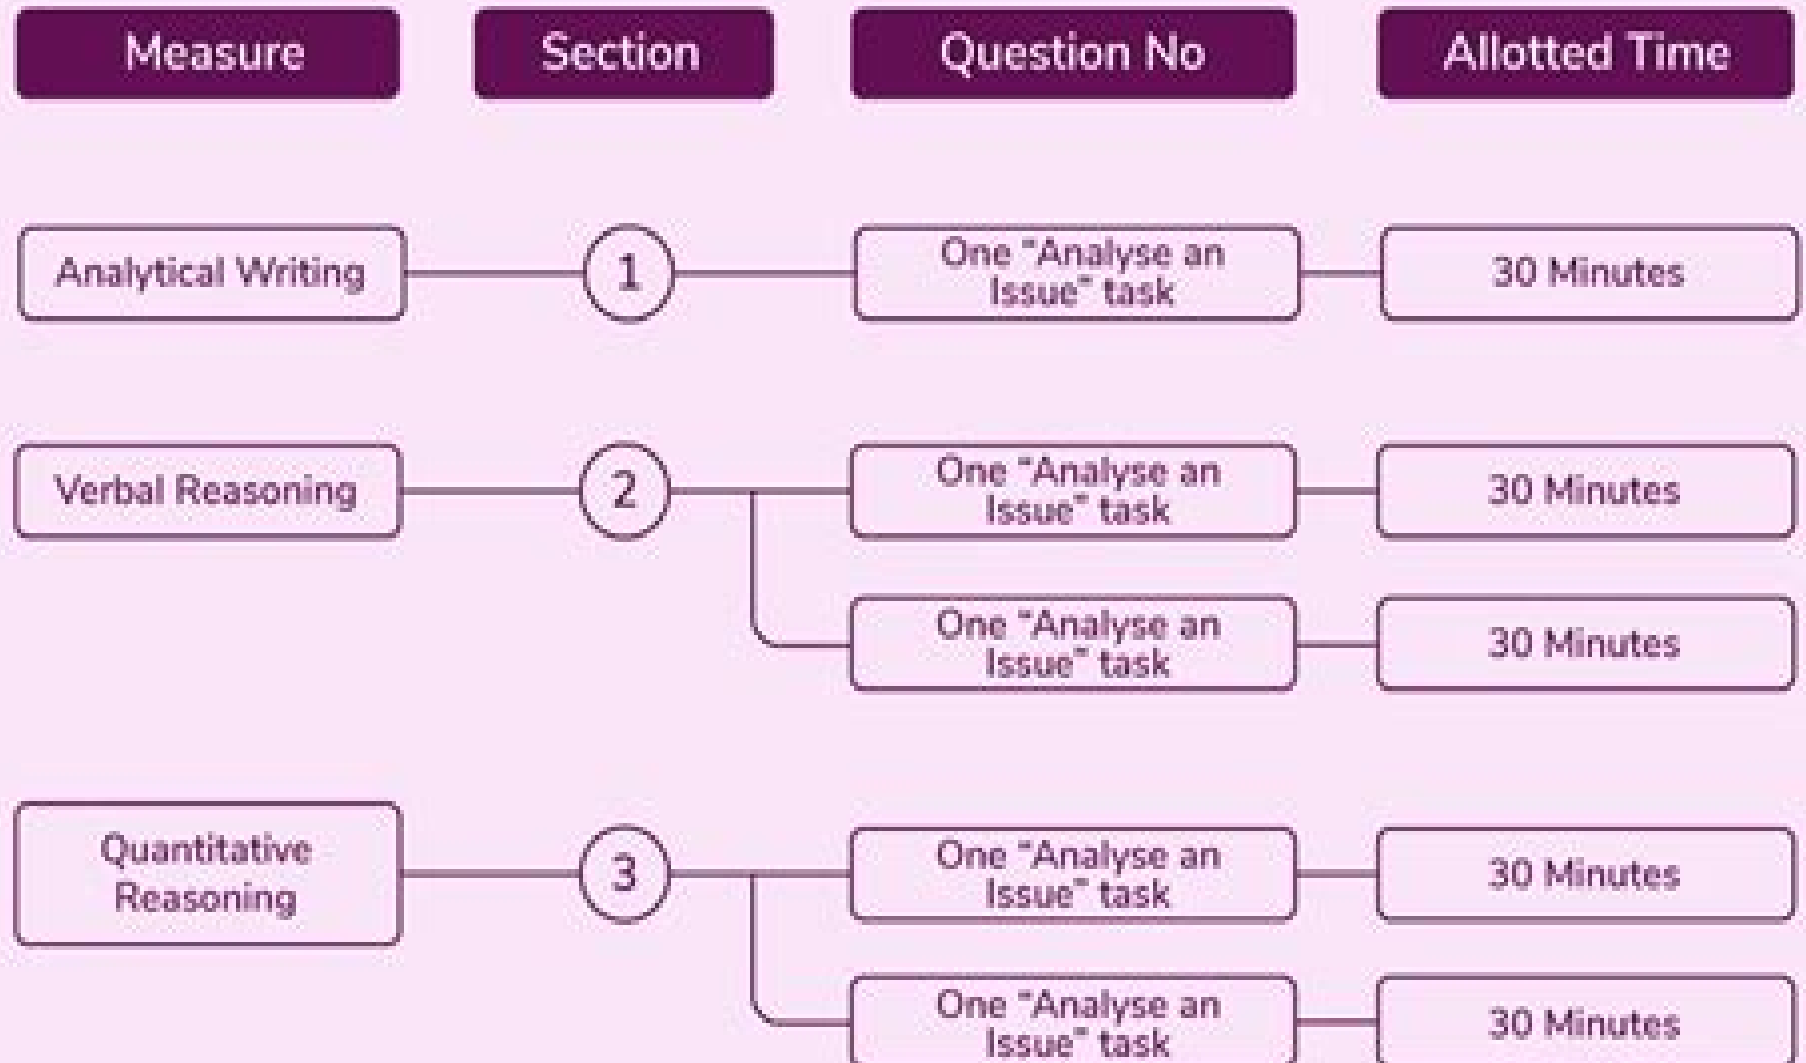 Measure
Section
Question No
Allotted Time
Analytical Writing
1
One "Analyse an
Issue" task
30 Minutes
Verbal Reasoning
2
One "Analyse an
Issue" task
30 Minutes
One "Analyse an
Issue" task
30 Minutes
Quantitative
Reasoning
3
One "Analyse an
Issue" task
30 Minutes
One "Analyse an
Issue" task
30 Minutes